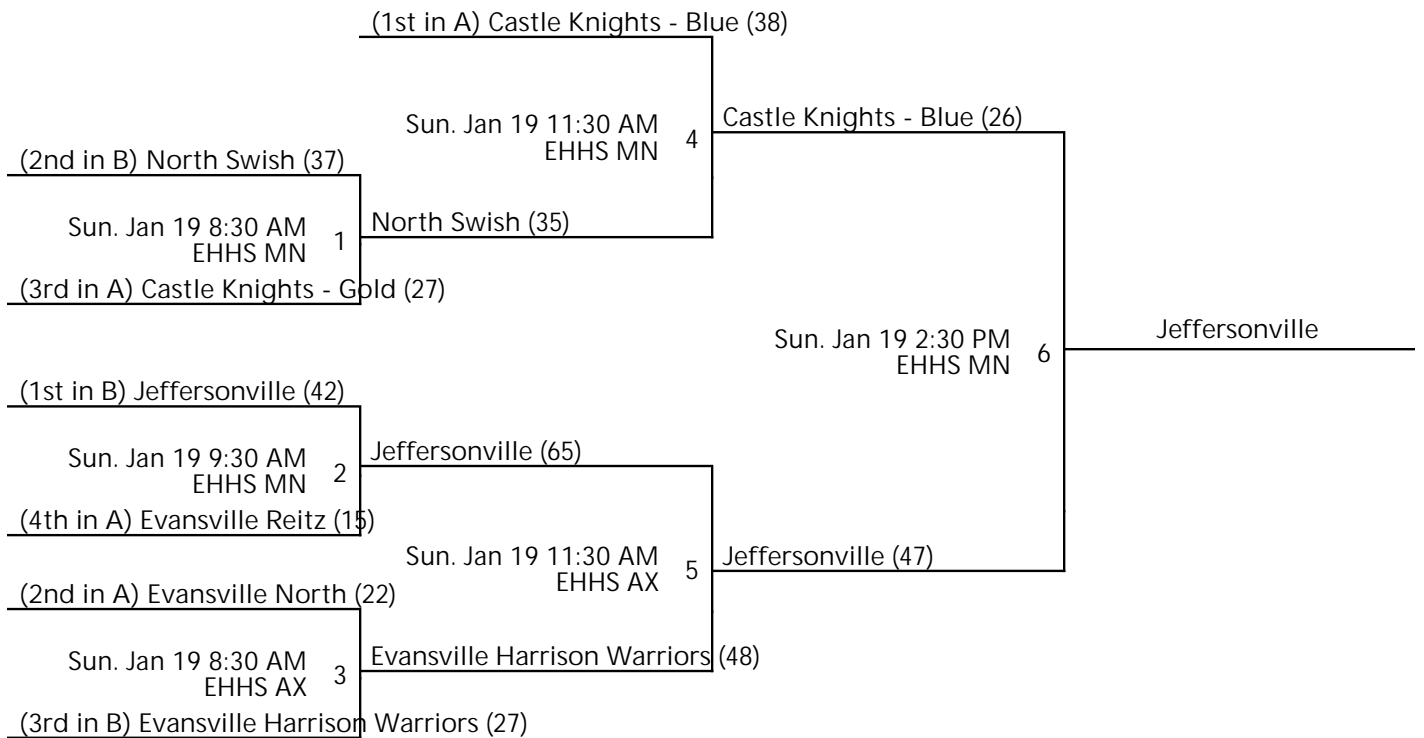 (1st in A) Castle Knights - Blue (38)
Sun. Jan 19 11:30 AM
EHHS MN
4
Castle Knights - Blue (26)
(2nd in B) North Swish (37)
Sun. Jan 19 8:30 AM
EHHS MN
1
North Swish (35)
(3rd in A) Castle Knights - Gold (27)
Sun. Jan 19 2:30 PM
EHHS MN
6
Jeffersonville
(1st in B) Jeffersonville (42)
Sun. Jan 19 9:30 AM
EHHS MN
2
Jeffersonville (65)
(4th in A) Evansville Reitz (15)
Sun. Jan 19 11:30 AM
EHHS AX
5
Jeffersonville (47)
(2nd in A) Evansville North (22)
Sun. Jan 19 8:30 AM
EHHS AX
3
Evansville Harrison Warriors (48)
(3rd in B) Evansville Harrison Warriors (27)